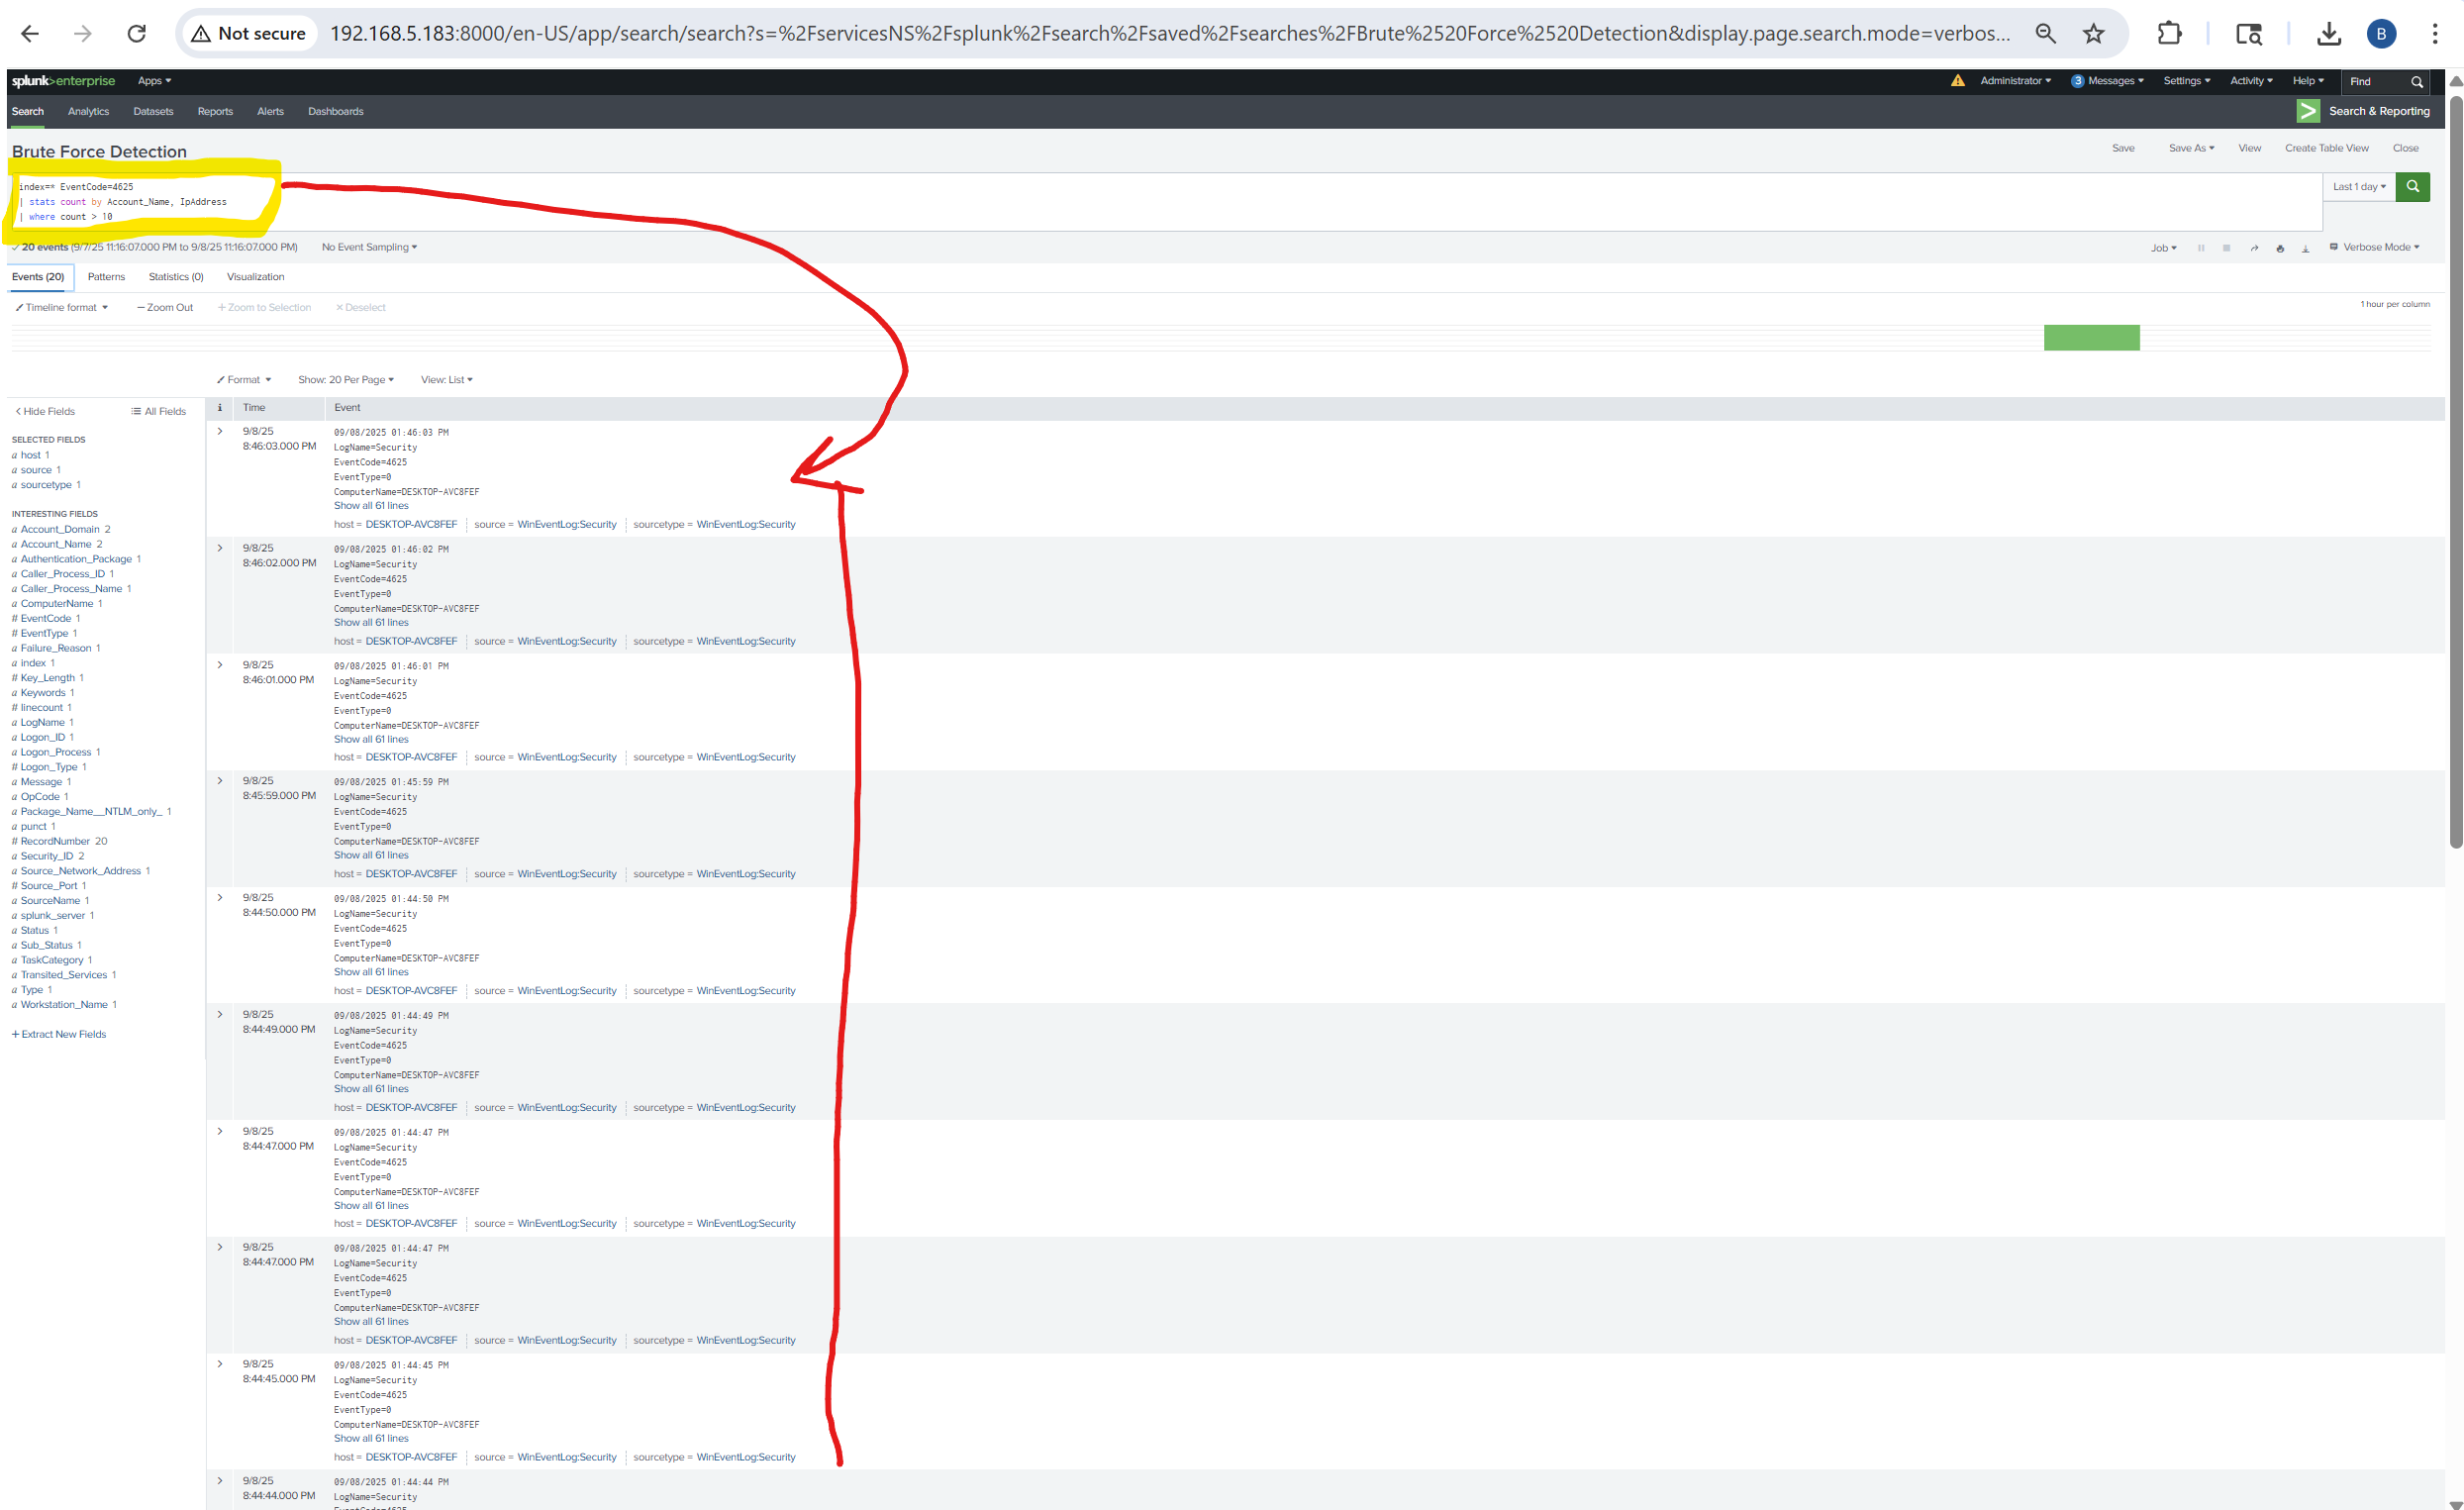 Not secure 192.168.5.183:8000/en-US/app/search/search?s=%2FservicesNS%2Fsplunk%2Fsearch%2Fsaved%2Fsearches%2FBrute%2520Force%2520Detection&display.page.search.mode=verbos... B
splunk>enterprise Apps Administrator 3 Messages Settings Activity Help Find
Search Analytics Datasets Reports Alerts Dashboards Search & Reporting
Brute Force Detection Save Save As View Create Table View Close
index=* EventCode=4625
| stats count by Account_Name, IpAddress
| where count > 10
Last 1 day
20 events (9/7/25 11:16:07.000 PM to 9/8/25 11:16:07.000 PM) No Event Sampling Job Verbose Mode
Events (20) Patterns Statistics (0) Visualization
Timeline format — Zoom Out + Zoom to Selection × Deselect 1 hour per column
Format Show: 20 Per Page View: List
< Hide Fields All Fields
SELECTED FIELDS
a host 1
a source 1
a sourcetype 1
INTERESTING FIELDS
a Account_Domain 2
a Account_Name 2
a Authentication_Package 1
a Caller_Process_ID 1
a Caller_Process_Name 1
a ComputerName 1
# EventCode 1
# EventType 1
a Failure_Reason 1
a index 1
# Key_Length 1
a Keywords 1
# linecount 1
a LogName 1
a Logon_ID 1
a Logon_Process 1
# Logon_Type 1
a Message 1
a OpCode 1
a Package_Name__NTLM_only_ 1
a punct 1
# RecordNumber 20
a Security_ID 2
a Source_Network_Address 1
# Source_Port 1
a SourceName 1
a splunk_server 1
a Status 1
a Sub_Status 1
a TaskCategory 1
a Transited_Services 1
a Type 1
a Workstation_Name 1
+ Extract New Fields
i Time Event
> 9/8/25 8:46:03.000 PM
09/08/2025 01:46:03 PM
LogName=Security
EventCode=4625
EventType=0
ComputerName=DESKTOP-AVC8FEF
Show all 61 lines
host = DESKTOP-AVC8FEF source = WinEventLog:Security sourcetype = WinEventLog:Security
> 9/8/25 8:46:02.000 PM
09/08/2025 01:46:02 PM
LogName=Security
EventCode=4625
EventType=0
ComputerName=DESKTOP-AVC8FEF
Show all 61 lines
host = DESKTOP-AVC8FEF source = WinEventLog:Security sourcetype = WinEventLog:Security
> 9/8/25 8:46:01.000 PM
09/08/2025 01:46:01 PM
LogName=Security
EventCode=4625
EventType=0
ComputerName=DESKTOP-AVC8FEF
Show all 61 lines
host = DESKTOP-AVC8FEF source = WinEventLog:Security sourcetype = WinEventLog:Security
> 9/8/25 8:45:59.000 PM
09/08/2025 01:45:59 PM
LogName=Security
EventCode=4625
EventType=0
ComputerName=DESKTOP-AVC8FEF
Show all 61 lines
host = DESKTOP-AVC8FEF source = WinEventLog:Security sourcetype = WinEventLog:Security
> 9/8/25 8:44:50.000 PM
09/08/2025 01:44:50 PM
LogName=Security
EventCode=4625
EventType=0
ComputerName=DESKTOP-AVC8FEF
Show all 61 lines
host = DESKTOP-AVC8FEF source = WinEventLog:Security sourcetype = WinEventLog:Security
> 9/8/25 8:44:49.000 PM
09/08/2025 01:44:49 PM
LogName=Security
EventCode=4625
EventType=0
ComputerName=DESKTOP-AVC8FEF
Show all 61 lines
host = DESKTOP-AVC8FEF source = WinEventLog:Security sourcetype = WinEventLog:Security
> 9/8/25 8:44:47.000 PM
09/08/2025 01:44:47 PM
LogName=Security
EventCode=4625
EventType=0
ComputerName=DESKTOP-AVC8FEF
Show all 61 lines
host = DESKTOP-AVC8FEF source = WinEventLog:Security sourcetype = WinEventLog:Security
> 9/8/25 8:44:47.000 PM
09/08/2025 01:44:47 PM
LogName=Security
EventCode=4625
EventType=0
ComputerName=DESKTOP-AVC8FEF
Show all 61 lines
host = DESKTOP-AVC8FEF source = WinEventLog:Security sourcetype = WinEventLog:Security
> 9/8/25 8:44:45.000 PM
09/08/2025 01:44:45 PM
LogName=Security
EventCode=4625
EventType=0
ComputerName=DESKTOP-AVC8FEF
Show all 61 lines
host = DESKTOP-AVC8FEF source = WinEventLog:Security sourcetype = WinEventLog:Security
> 9/8/25 8:44:44.000 PM
09/08/2025 01:44:44 PM
LogName=Security